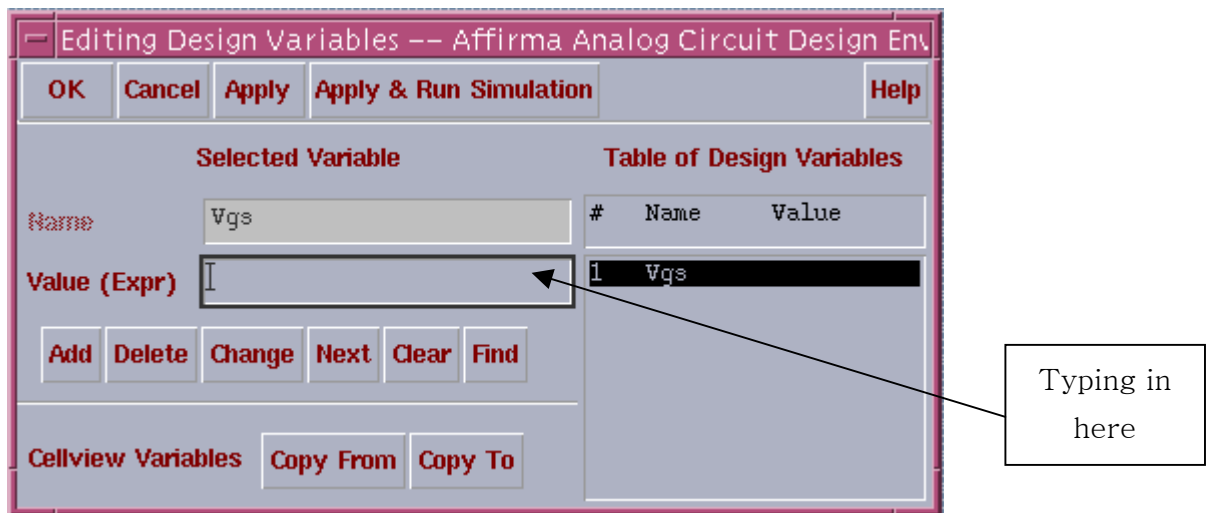 Editing Design Variables -- Affirma Analog Circuit Design Env
OK Cancel Apply Apply & Run Simulation Help
Selected Variable
Table of Design Variables
Name Vgs
# Name Value
Value (Expr)
1 Vgs
Add Delete Change Next Clear Find
Typing in
here
Cellview Variables Copy From Copy To